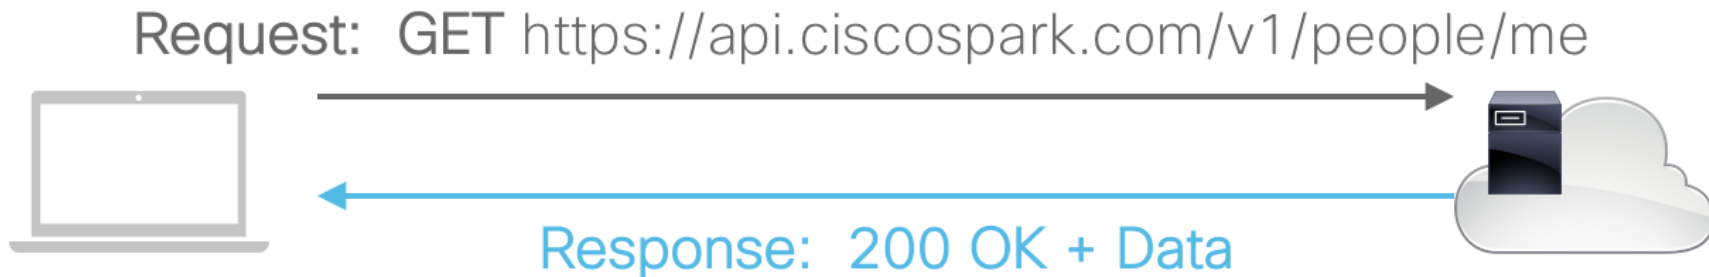 Request: GET https://api.ciscospark.com/v1/people/me
Response: 200 OK + Data